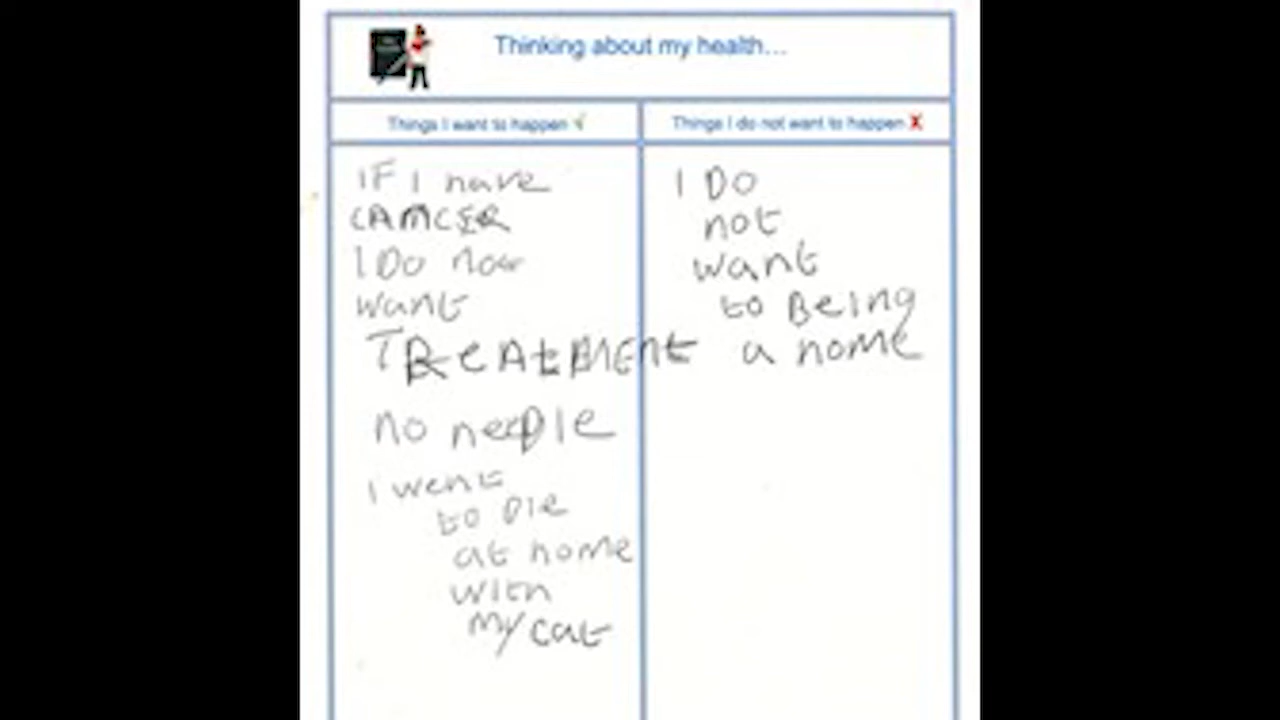 Thinking about my health...
Things I want to happen √
Things I do not want to happen X
IF I have
CAMCER
I DO not
want
TREATMENT
no neeDle
I went
to Die
at home
with
my cat
I DO
not
want
to Being
a home